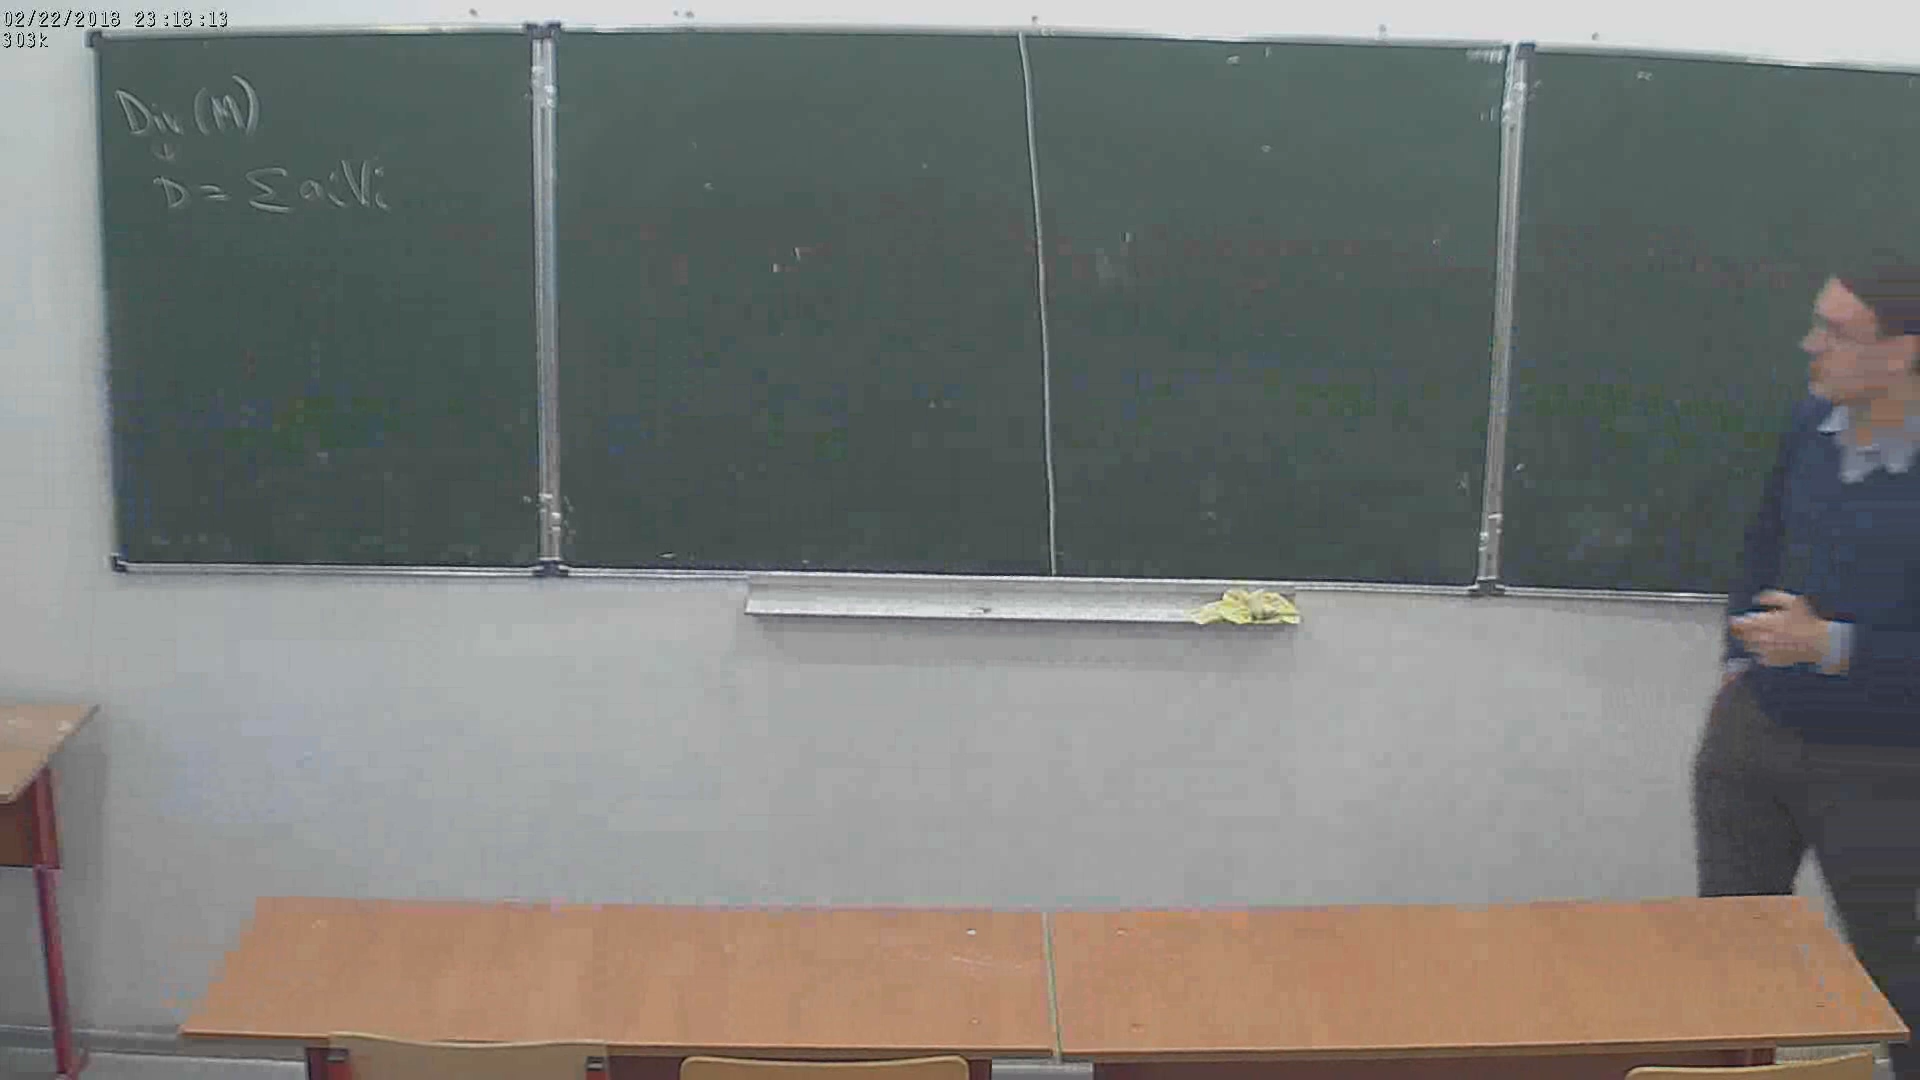 02/22/2018 23:18:13
303k
Div (M)
D = Σ aᵢVᵢ